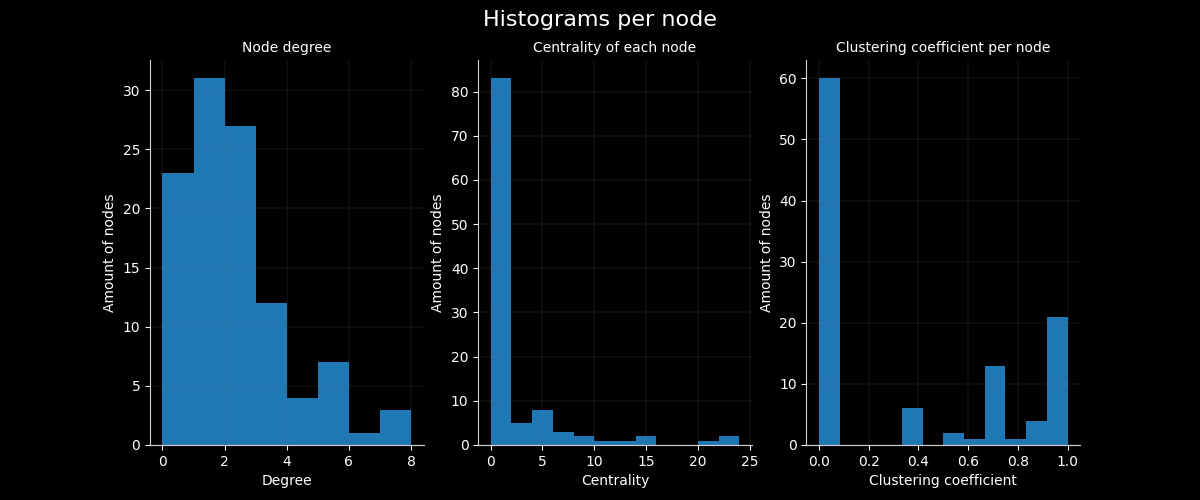 Histograms per node
Node degree
Amount of nodes
30
25
20
15
10
5
0
0 2 4 6 8
Degree
Centrality of each node
Amount of nodes
80
70
60
50
40
30
20
10
0
0 5 10 15 20 25
Centrality
Clustering coefficient per node
Amount of nodes
60
50
40
30
20
10
0
0.0 0.2 0.4 0.6 0.8 1.0
Clustering coefficient